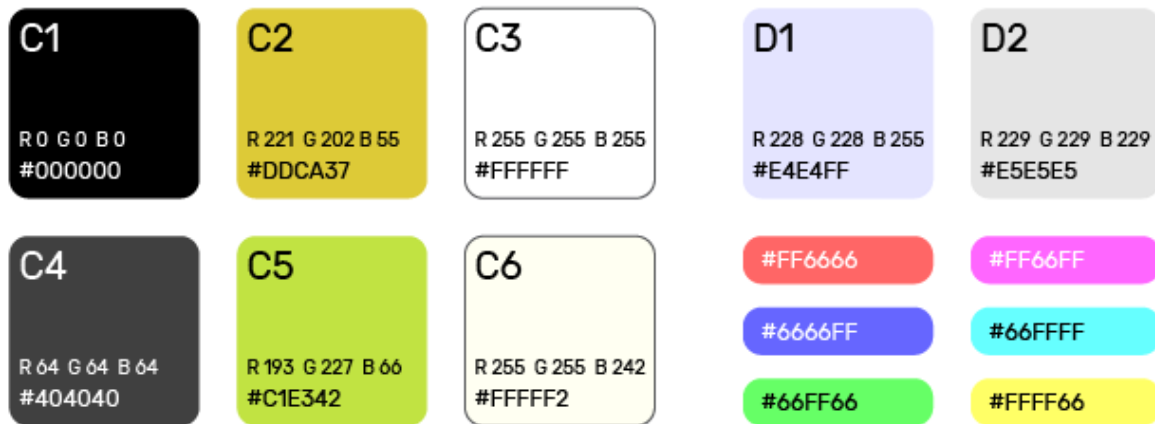 C1
R 0 G 0 B 0
#000000
C2
R 221 G 202 B 55
#DDCA37
C3
R 255 G 255 B 255
#FFFFFF
D1
R 228 G 228 B 255
#E4E4FF
D2
R 229 G 229 B 229
#E5E5E5
C4
R 64 G 64 B 64
#404040
C5
R 193 G 227 B 66
#C1E342
C6
R 255 G 255 B 242
#FFFFF2
#FF6666
#FF66FF
#6666FF
#66FFFF
#66FF66
#FFFF66